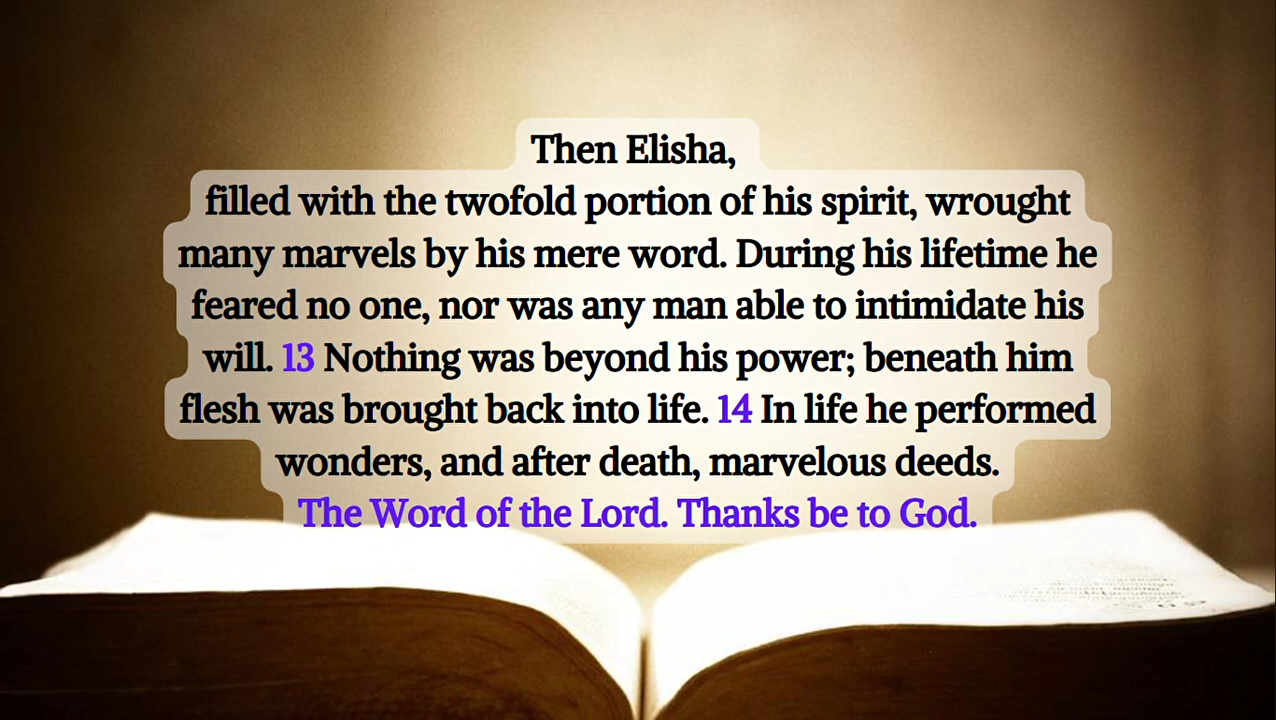 Then Elisha,
filled with the twofold portion of his spirit, wrought
many marvels by his mere word. During his lifetime he
feared no one, nor was any man able to intimidate his
will. 13 Nothing was beyond his power; beneath him
flesh was brought back into life. 14 In life he performed
wonders, and after death, marvelous deeds.
The Word of the Lord. Thanks be to God.